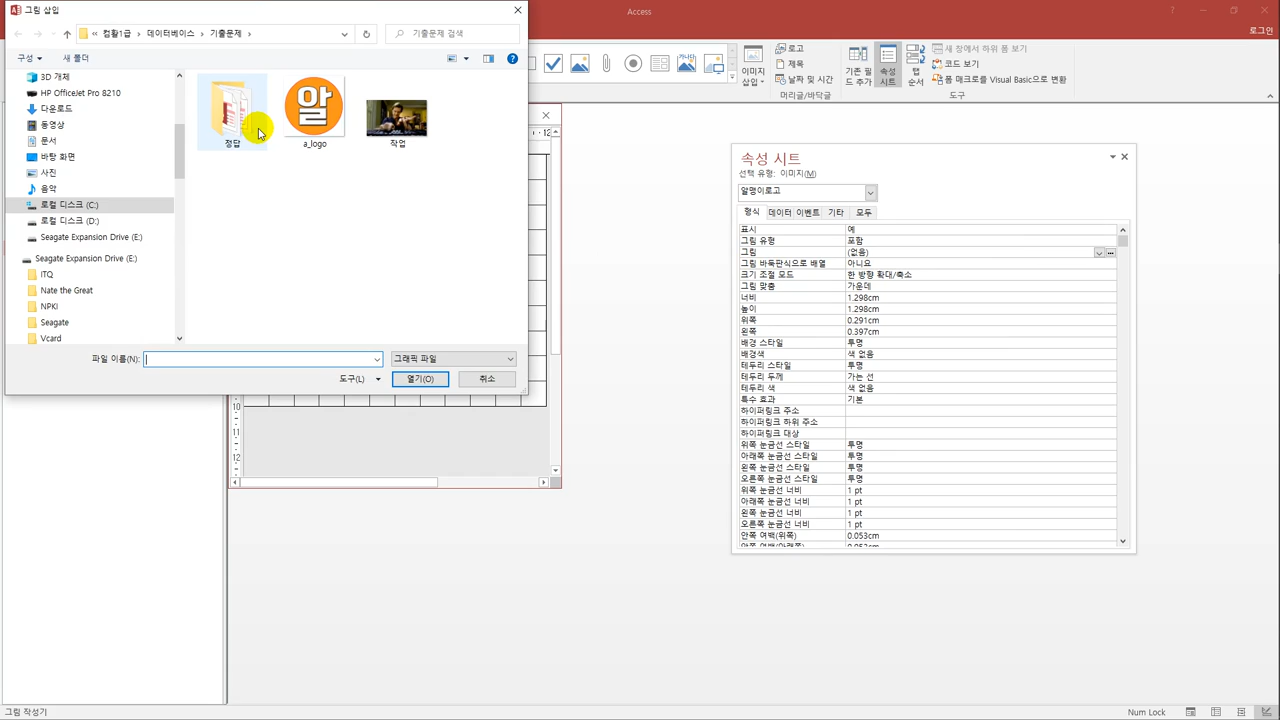 그림 삽입
Access
로그인
컴활1급 데이터베이스 기출문제
기출문제 검색
구성 새 폴더
3D 개체
HP OfficeJet Pro 8210
다운로드
동영상
문서
바탕 화면
사진
음악
로컬 디스크 (C:)
로컬 디스크 (D:)
Seagate Expansion Drive (E:)
Seagate Expansion Drive (E:)
ITQ
Nate the Great
NPKI
Seagate
Vcard
정답
알
a_logo
작업
파일 이름(N):
그래픽 파일
도구(L)
열기(O)
취소
가나단
이미지
삽입
로고
제목
날짜 및 시간
머리글/바닥글
기존 필
드 추가
속성
시트
탭
순서
새 창에서 하위 폼 보기
코드 보기
폼 매크로를 Visual Basic으로 변환
도구
12
10
11
12
속성 시트
선택 유형: 이미지(M)
알명이로고
형식 데이터 이벤트 기타 모두
표시 예
그림 유형 포함
그림 (없음)
그림 바둑판식으로 배열 아니요
크기 조절 모드 한 방향 확대/축소
그림 맞춤 가운데
너비 1.298cm
높이 1.298cm
위쪽 0.291cm
왼쪽 0.397cm
배경 스타일 투명
배경색 색 없음
테두리 스타일 투명
테두리 두께 가는 선
테두리 색 색 없음
특수 효과 기본
하이퍼링크 주소
하이퍼링크 하위 주소
하이퍼링크 대상
위쪽 눈금선 스타일 투명
아래쪽 눈금선 스타일 투명
왼쪽 눈금선 스타일 투명
오른쪽 눈금선 스타일 투명
위쪽 눈금선 너비 1 pt
아래쪽 눈금선 너비 1 pt
왼쪽 눈금선 너비 1 pt
오른쪽 눈금선 너비 1 pt
안쪽 여백(위쪽) 0.053cm
안쪽 여백(아래쪽) 0.053cm
그림 작성기
Num Lock